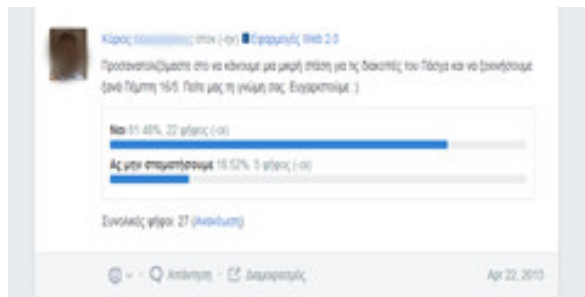 Κύριος στον (-ην) Εφαρμογές Web 2.0
Προσανατολιζόμαστε στο να κάνουμε μια μικρή στάση για τις διακοπές του Πάσχα και να ξεκινήσουμε
ξανά Πέμπτη 16/5. Πείτε μας τη γνώμη σας. Ευχαριστούμε :)
Ναι 81.48%, 22 ψήφος (-οι)
Ας μην σταματήσουμε 18.52%, 5 ψήφος (-οι)
Συνολικές ψήφοι: 27 (Ανανέωση)
Απάντηση · Διαμοιρασμός
Apr 22, 2013